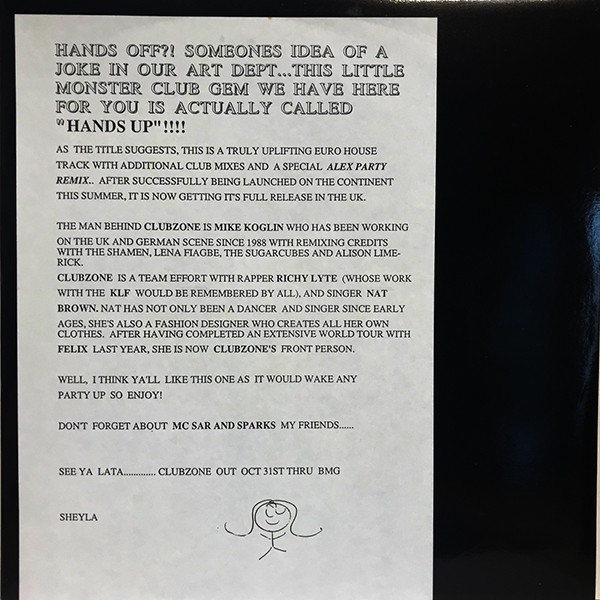 HANDS OFF?! SOMEONES IDEA OF A
JOKE IN OUR ART DEPT...THIS LITTLE
MONSTER CLUB GEM WE HAVE HERE
FOR YOU IS ACTUALLY CALLED
"HANDS UP"!!!!
AS THE TITLE SUGGESTS, THIS IS A TRULY UPLIFTING EURO HOUSE
TRACK WITH ADDITIONAL CLUB MIXES AND A SPECIAL ALEX PARTY
REMIX.. AFTER SUCCESSFULLY BEING LAUNCHED ON THE CONTINENT
THIS SUMMER, IT IS NOW GETTING IT'S FULL RELEASE IN THE UK.
THE MAN BEHIND CLUBZONE IS MIKE KOGLIN WHO HAS BEEN WORKING
ON THE UK AND GERMAN SCENE SINCE 1988 WITH REMIXING CREDITS
WITH THE SHAMEN, LENA FIAGBE, THE SUGARCUBES AND ALISON LIME-
RICK.
CLUBZONE IS A TEAM EFFORT WITH RAPPER RICHY LYTE (WHOSE WORK
WITH THE KLF WOULD BE REMEMBERED BY ALL), AND SINGER NAT
BROWN. NAT HAS NOT ONLY BEEN A DANCER AND SINGER SINCE EARLY
AGES, SHE'S ALSO A FASHION DESIGNER WHO CREATES ALL HER OWN
CLOTHES. AFTER HAVING COMPLETED AN EXTENSIVE WORLD TOUR WITH
FELIX LAST YEAR, SHE IS NOW CLUBZONE'S FRONT PERSON.
WELL, I THINK YA'LL LIKE THIS ONE AS IT WOULD WAKE ANY
PARTY UP SO ENJOY!
DON'T FORGET ABOUT MC SAR AND SPARKS MY FRIENDS......
SEE YA LATA............. CLUBZONE OUT OCT 31ST THRU BMG
SHEYLA